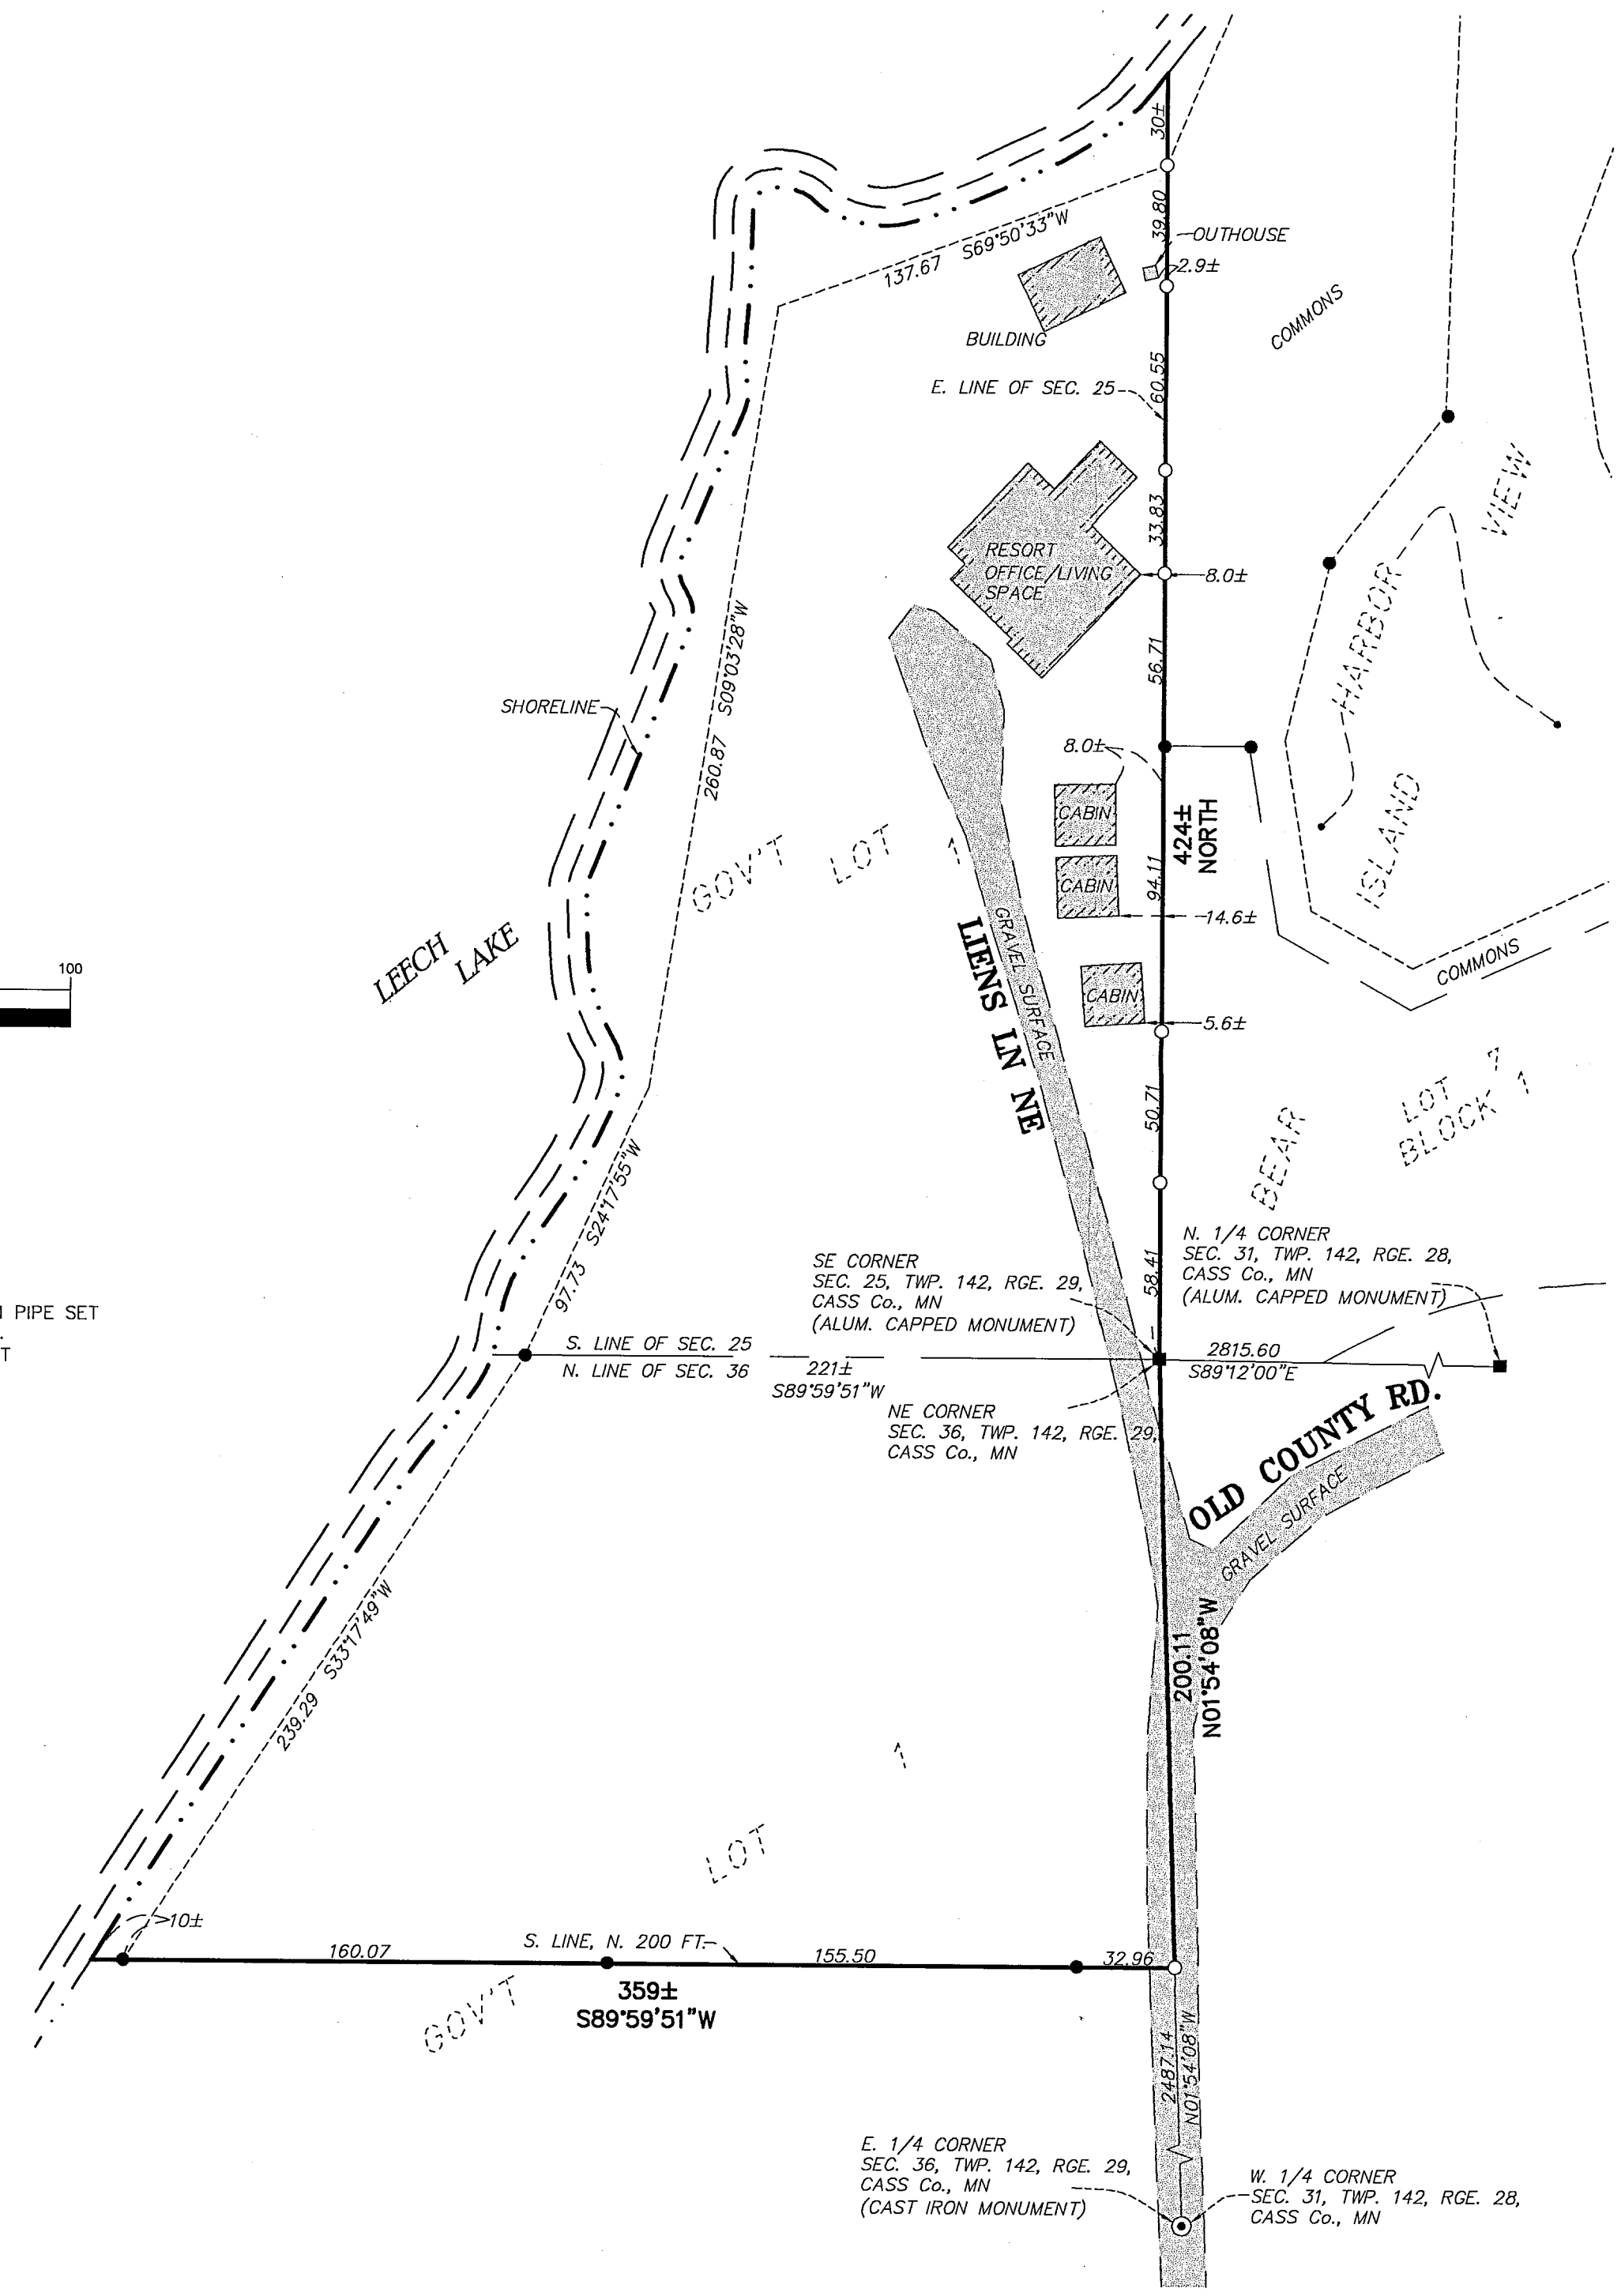 30±
39.80
S69°50'33"W
137.67
OUTHOUSE
2.9±
BUILDING
COMMONS
60.55
E. LINE OF SEC. 25
VIEW
33.83
RESORT
OFFICE/LIVING
SPACE
8.0±
HARBOR
56.71
260.87 S09°03'28"W
SHORELINE
8.0±
CABIN
424±
NORTH
ISLAND
GOV'T LOT 1
CABIN
94.11
14.6±
LEECH
LAKE
100
COMMONS
LIENS LN NE
GRAVEL SURFACE
CABIN
5.6±
50.71
LOT 1
BLOCK 1
BEAR
97.73 S24°17'55"W
N. 1/4 CORNER
SEC. 31, TWP. 142, RGE. 28,
CASS Co., MN
(ALUM. CAPPED MONUMENT)
SE CORNER
SEC. 25, TWP. 142, RGE. 29,
CASS Co., MN
(ALUM. CAPPED MONUMENT)
58.41
PIPE SET
S. LINE OF SEC. 25
N. LINE OF SEC. 36
221±
S89°59'51"W
2815.60
S89°12'00"E
NE CORNER
SEC. 36, TWP. 142, RGE. 29,
CASS Co., MN
OLD COUNTY RD.
GRAVEL SURFACE
239.29 S33°17'49"W
200.11
N01°54'08"W
1
LOT
10±
160.07
S. LINE, N. 200 FT.
155.50
32.96
359±
S89°59'51"W
GOV'T
2487.14
N01°54'08"W
E. 1/4 CORNER
SEC. 36, TWP. 142, RGE. 29,
CASS Co., MN
(CAST IRON MONUMENT)
W. 1/4 CORNER
SEC. 31, TWP. 142, RGE. 28,
CASS Co., MN